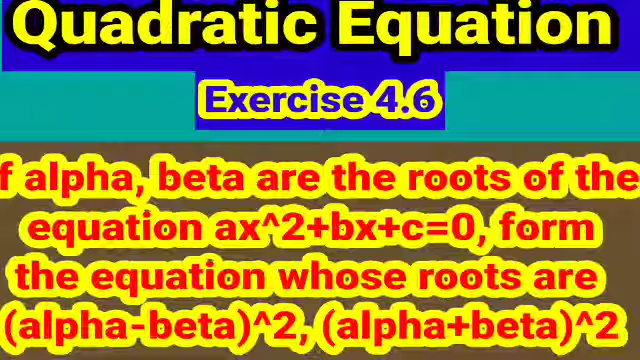 Quadratic Equation
Exercise 4.6
f alpha, beta are the roots of the
equation ax^2+bx+c=0, form
the equation whose roots are
(alpha-beta)^2, (alpha+beta)^2